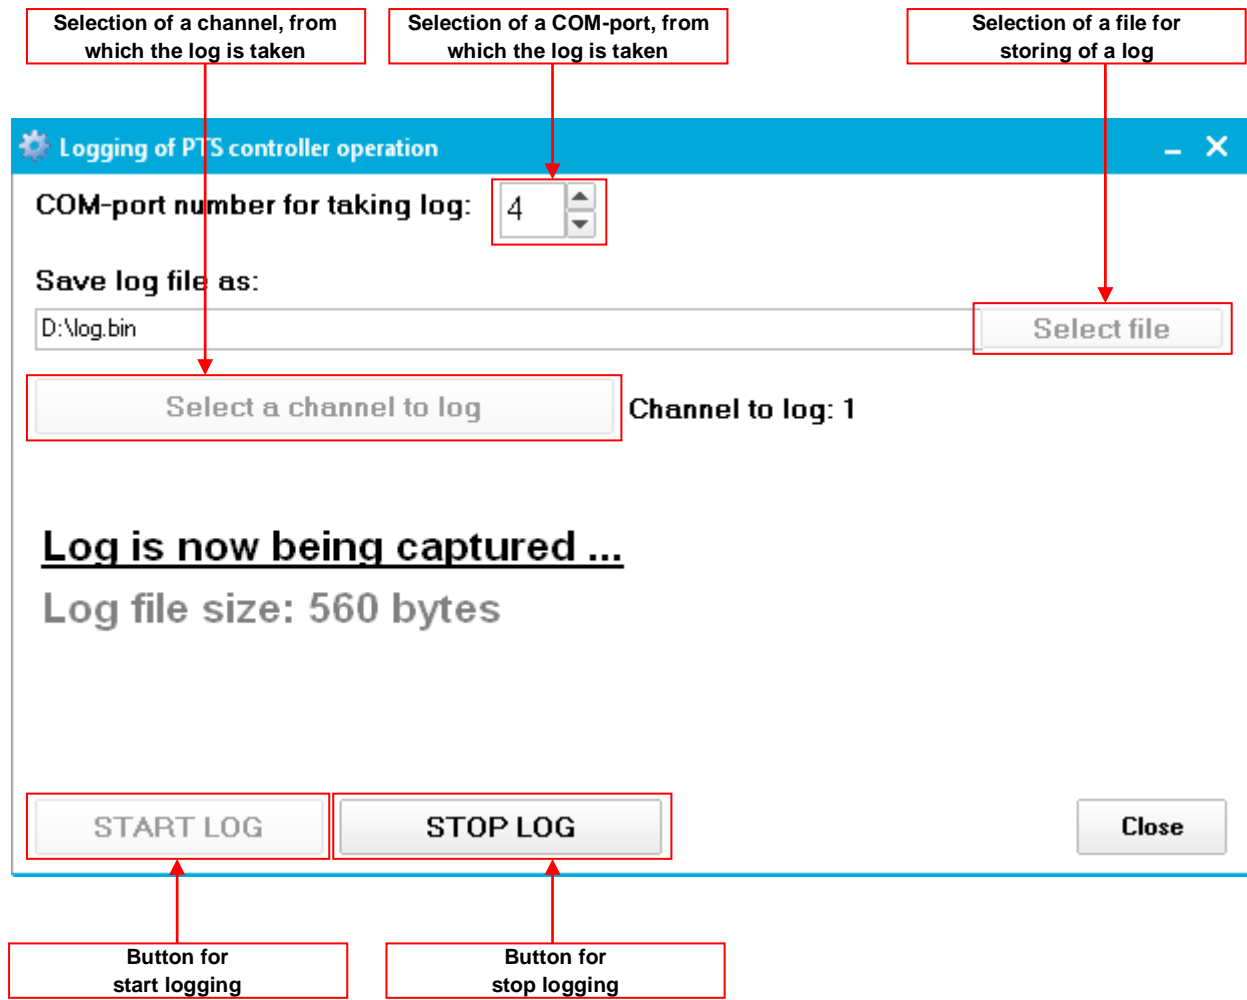 Selection of a channel, from
which the log is taken
Selection of a COM-port, from
which the log is taken
Selection of a file for
storing of a log
Logging of PTS controller operation
COM-port number for taking log:
4
Save log file as:
D:\log.bin
Select file
Select a channel to log
Channel to log: 1
Log is now being captured ...
Log file size: 560 bytes
START LOG
STOP LOG
Close
Button for
start logging
Button for
stop logging